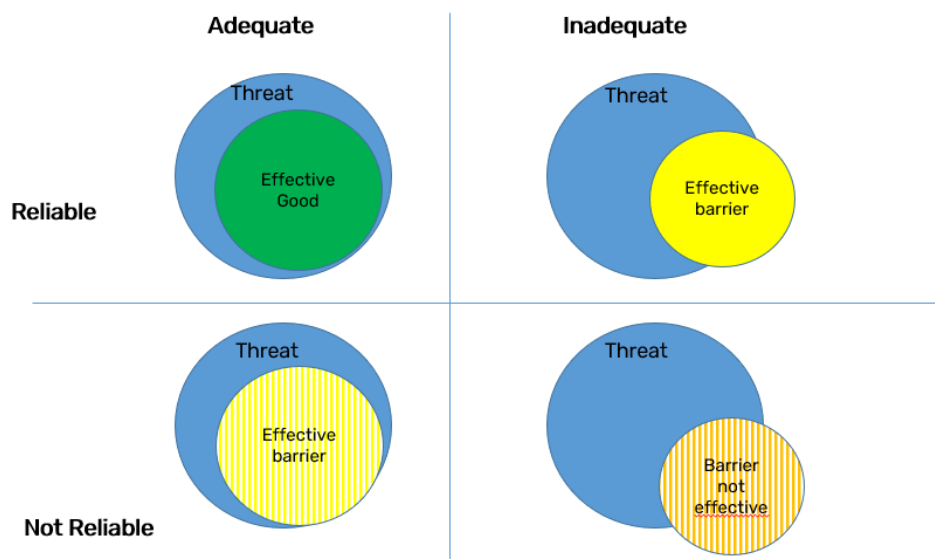 Adequate
Inadequate
Threat
Effective
Good
Threat
Effective
barrier
Reliable
Threat
Effective
barrier
Threat
Barrier
not
effective
Not Reliable